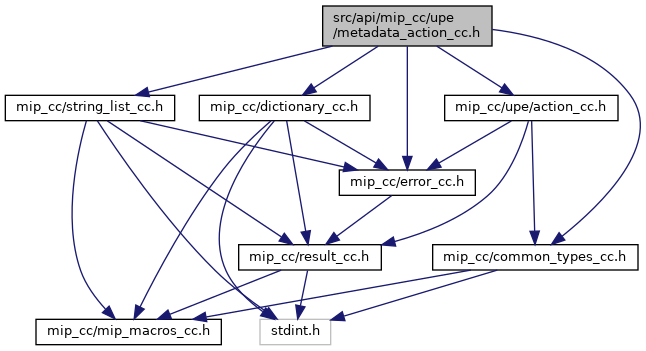 src/api/mip_cc/upe
/metadata_action_cc.h
mip_cc/string_list_cc.h
mip_cc/dictionary_cc.h
mip_cc/upe/action_cc.h
mip_cc/error_cc.h
mip_cc/result_cc.h
mip_cc/common_types_cc.h
mip_cc/mip_macros_cc.h
stdint.h